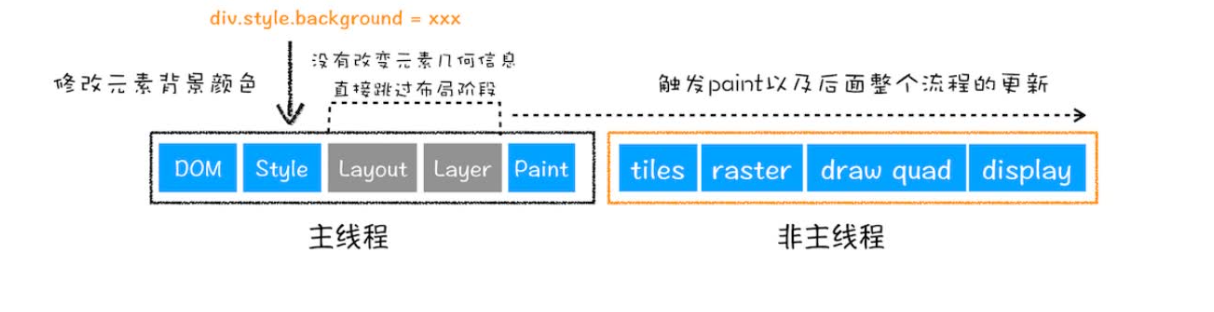 div.style.background = xxx
修改元素背景颜色
没有改变元素几何信息
直接跳过布局阶段
触发paint以及后面整个流程的更新
DOM Style Layout Layer Paint
tiles raster draw quad display
主线程
非主线程